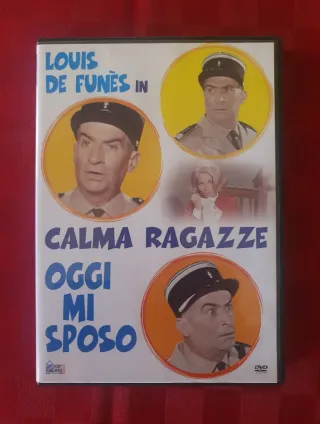 LOUIS
DE FUNÈS IN
CALMA RAGAZZE
OGGI
MI
SPOSO
DVD